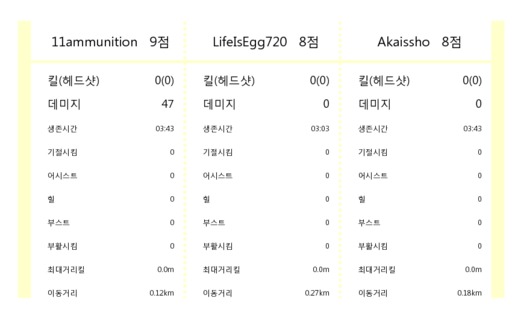 11ammunition 9점 LifeIsEgg720 8점 Akaissho 8점
킬(헤드샷) 0(0) 킬(헤드샷) 0(0) 킬(헤드샷) 0(0)
데미지 47 데미지 0 데미지 0
생존시간 03:43 생존시간 03:03 생존시간 03:43
기절시킴 0 기절시킴 0 기절시킴 0
어시스트 0 어시스트 0 어시스트 0
힐 0 힐 0 힐 0
부스트 0 부스트 0 부스트 0
부활시킴 0 부활시킴 0 부활시킴 0
최대거리킬 0.0m 최대거리킬 0.0m 최대거리킬 0.0m
이동거리 0.12km 이동거리 0.27km 이동거리 0.18km